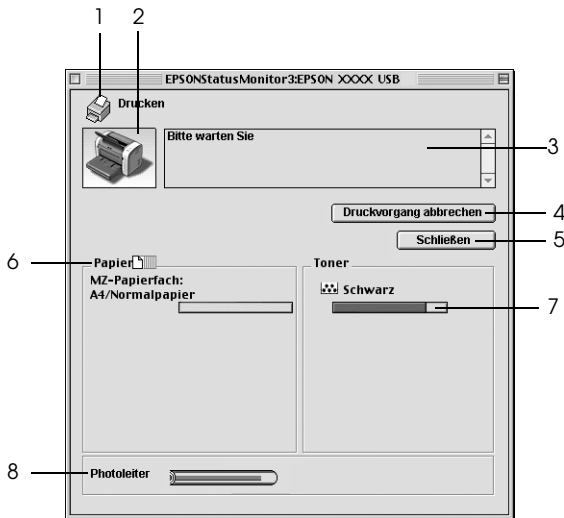 1
2
EPSONStatusMonitor3:EPSON XXXX USB
Drucken
Bitte warten Sie
3
Druckvorgang abbrechen
4
Schließen
5
6
Papier
MZ-Papierfach:
A4/Normalpapier
Toner
Schwarz
7
8
Photoleiter